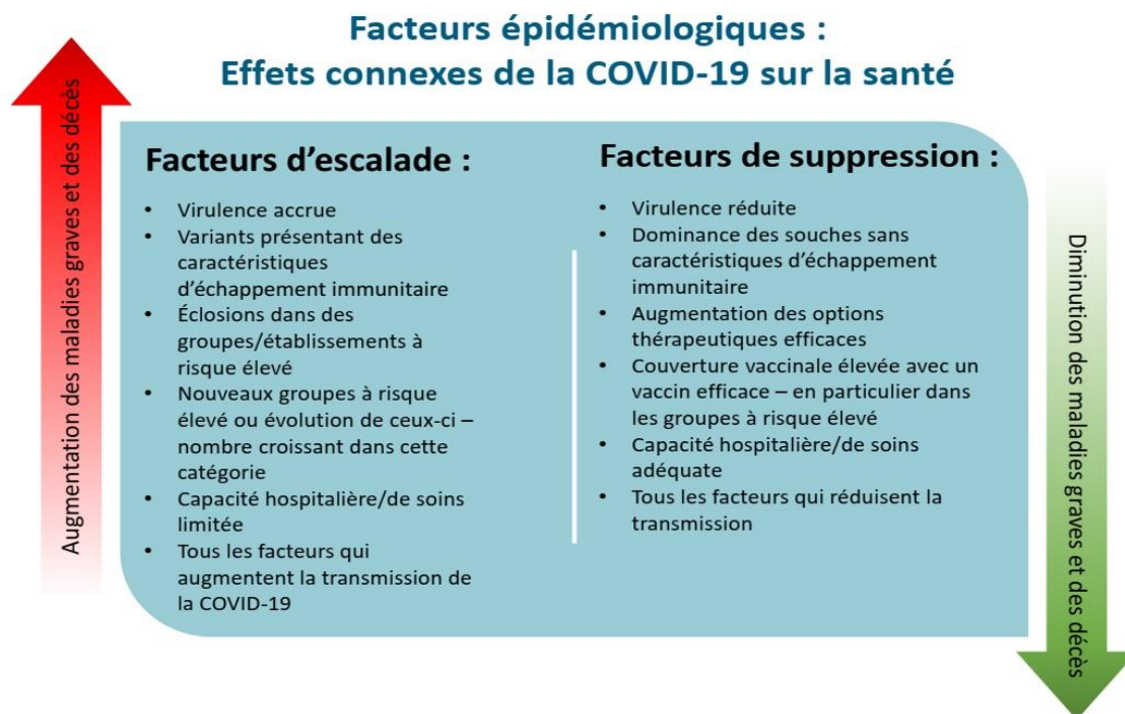 Facteurs épidémiologiques :
Effets connexes de la COVID-19 sur la santé
Augmentation des maladies graves et des décès
Facteurs d'escalade :
• Virulence accrue
• Variants présentant des
caractéristiques
d'échappement immunitaire
• Éclosions dans des
groupes/établissements à
risque élevé
• Nouveaux groupes à risque
élevé ou évolution de ceux-ci –
nombre croissant dans cette
catégorie
• Capacité hospitalière/de soins
limitée
• Tous les facteurs qui
augmentent la transmission de
la COVID-19
Facteurs de suppression :
• Virulence réduite
• Dominance des souches sans
caractéristiques d'échappement
immunitaire
• Augmentation des options
thérapeutiques efficaces
• Couverture vaccinale élevée avec un
vaccin efficace – en particulier dans
les groupes à risque élevé
• Capacité hospitalière/de soins
adéquate
• Tous les facteurs qui réduisent la
transmission
Diminution des maladies graves et des décès